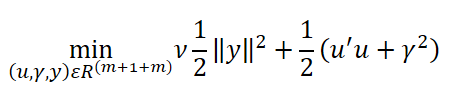 min ν 1/2 ||y||² + 1/2 (u′u + γ²)
(u,γ,y)εR^(m+1+m)